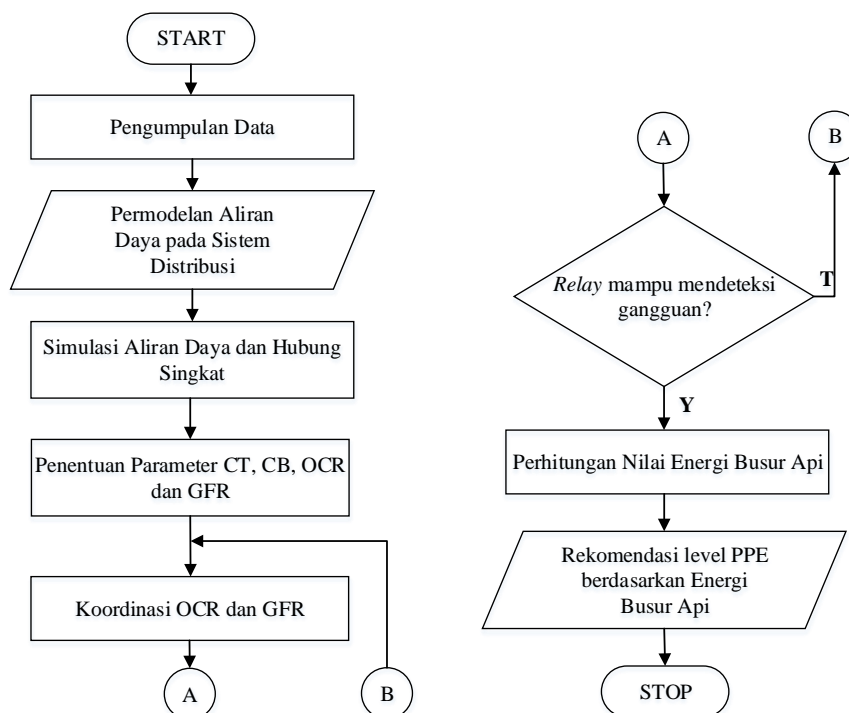 START
Pengumpulan Data
Permodelan Aliran
Daya pada Sistem
Distribusi
Simulasi Aliran Daya dan Hubung
Singkat
Penentuan Parameter CT, CB, OCR
dan GFR
Koordinasi OCR dan GFR
A
B
A
B
Relay mampu mendeteksi
gangguan?
T
Y
Perhitungan Nilai Energi Busur Api
Rekomendasi level PPE
berdasarkan Energi
Busur Api
STOP